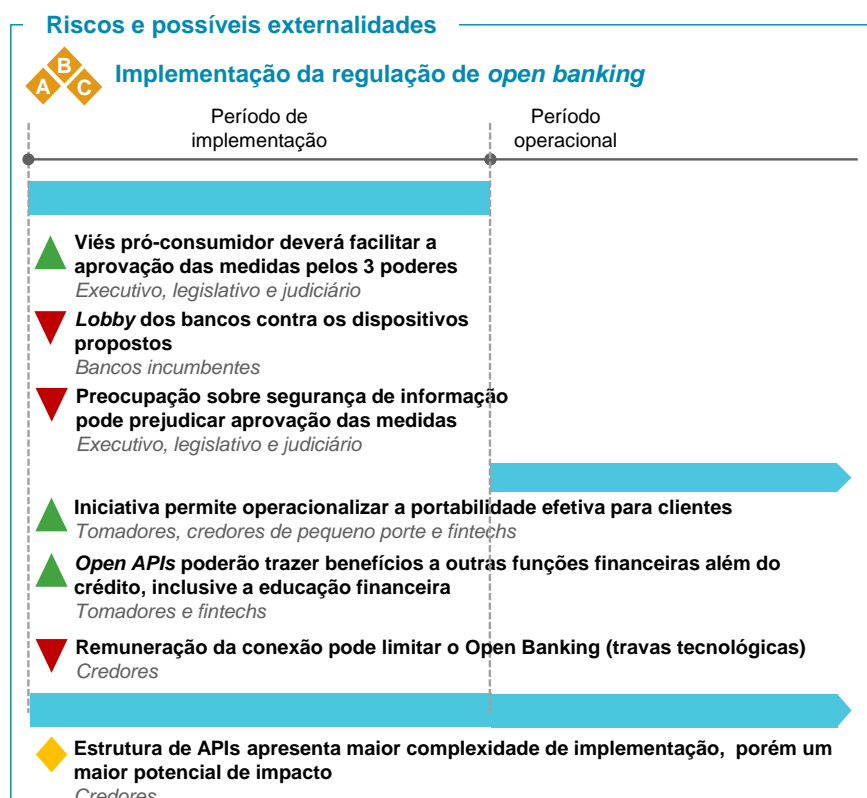 Riscos e possíveis externalidades
A B C
Implementação da regulação de open banking
Período de
implementação
Período
operacional
Viés pró-consumidor deverá facilitar a
aprovação das medidas pelos 3 poderes
Executivo, legislativo e judiciário
Lobby dos bancos contra os dispositivos
propostos
Bancos incumbentes
Preocupação sobre segurança de informação
pode prejudicar aprovação das medidas
Executivo, legislativo e judiciário
Iniciativa permite operacionalizar a portabilidade efetiva para clientes
Tomadores, credores de pequeno porte e fintechs
Open APIs poderão trazer benefícios a outras funções financeiras além do
crédito, inclusive a educação financeira
Tomadores e fintechs
Remuneração da conexão pode limitar o Open Banking (travas tecnológicas)
Credores
Estrutura de APIs apresenta maior complexidade de implementação, porém um
maior potencial de impacto
Credores